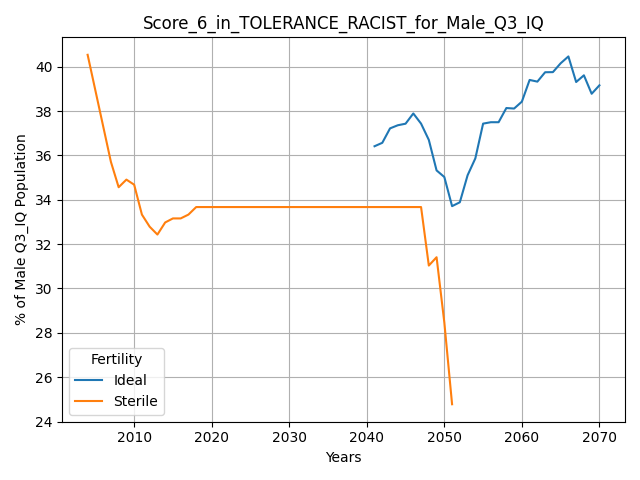 Score_6_in_TOLERANCE_RACIST_for_Male_Q3_IQ
% of Male Q3_IQ Population
40
38
36
34
32
30
28
26
24
Fertility
Ideal
Sterile
2010 2020 2030 2040 2050 2060 2070
Years